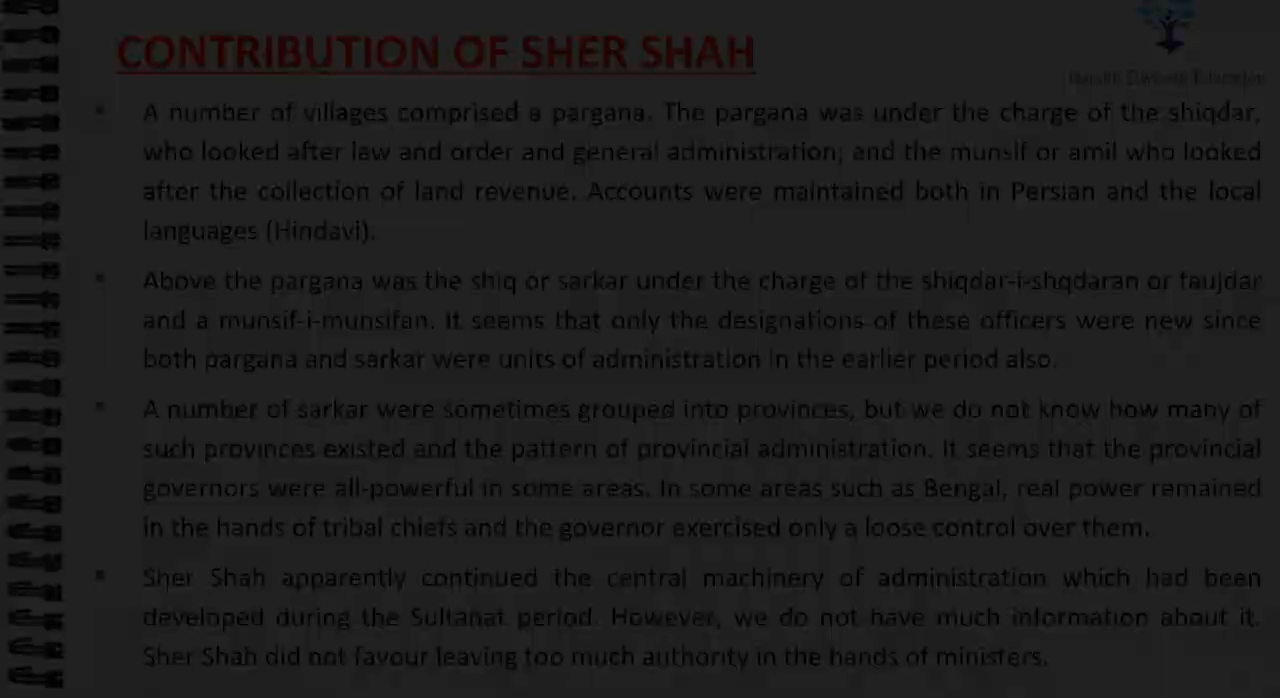 CONTRIBUTION OF SHER SHAH
• A number of villages comprised a pargana. The pargana was under the charge of the shiqdar,
who looked after law and order and general administration; and the munsif or amil who looked
after the collection of land revenue. Accounts were maintained both in Persian and the local
languages (Hindavi).
• Above the pargana was the shiq or sarkar under the charge of the shiqdar-i-shqdaran or faujdar
and a munsif-i-munsifan. It seems that only the designations of these officers were new since
both pargana and sarkar were units of administration in the earlier period also.
• A number of sarkar were sometimes grouped into provinces, but we do not know how many of
such provinces existed and the pattern of provincial administration. It seems that the provincial
governors were all-powerful in some areas. In some areas such as Bengal, real power remained
in the hands of tribal chiefs and the governor exercised only a loose control over them.
• Sher Shah apparently continued the central machinery of administration which had been
developed during the Sultanat period. However, we do not have much information about it.
Sher Shah did not favour leaving too much authority in the hands of ministers.